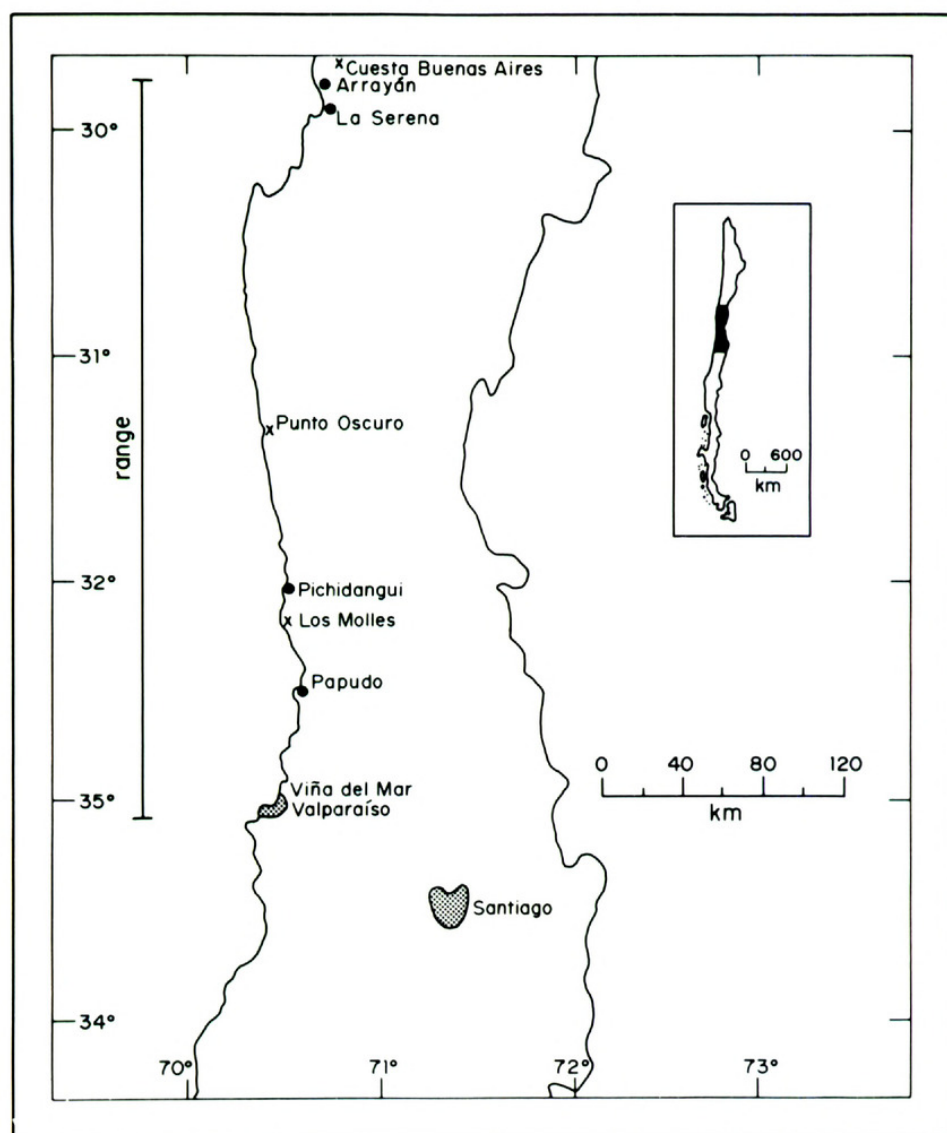 Cuesta Buenas Aires
Arrayán
La Serena
30°
31°
range
Punto Oscuro
0 600
km
32°
Pichidangui
Los Molles
Papudo
0 40 80 120
km
Viña del Mar
35°
Valparaíso
Santiago
34°
70° 71° 72° 73°